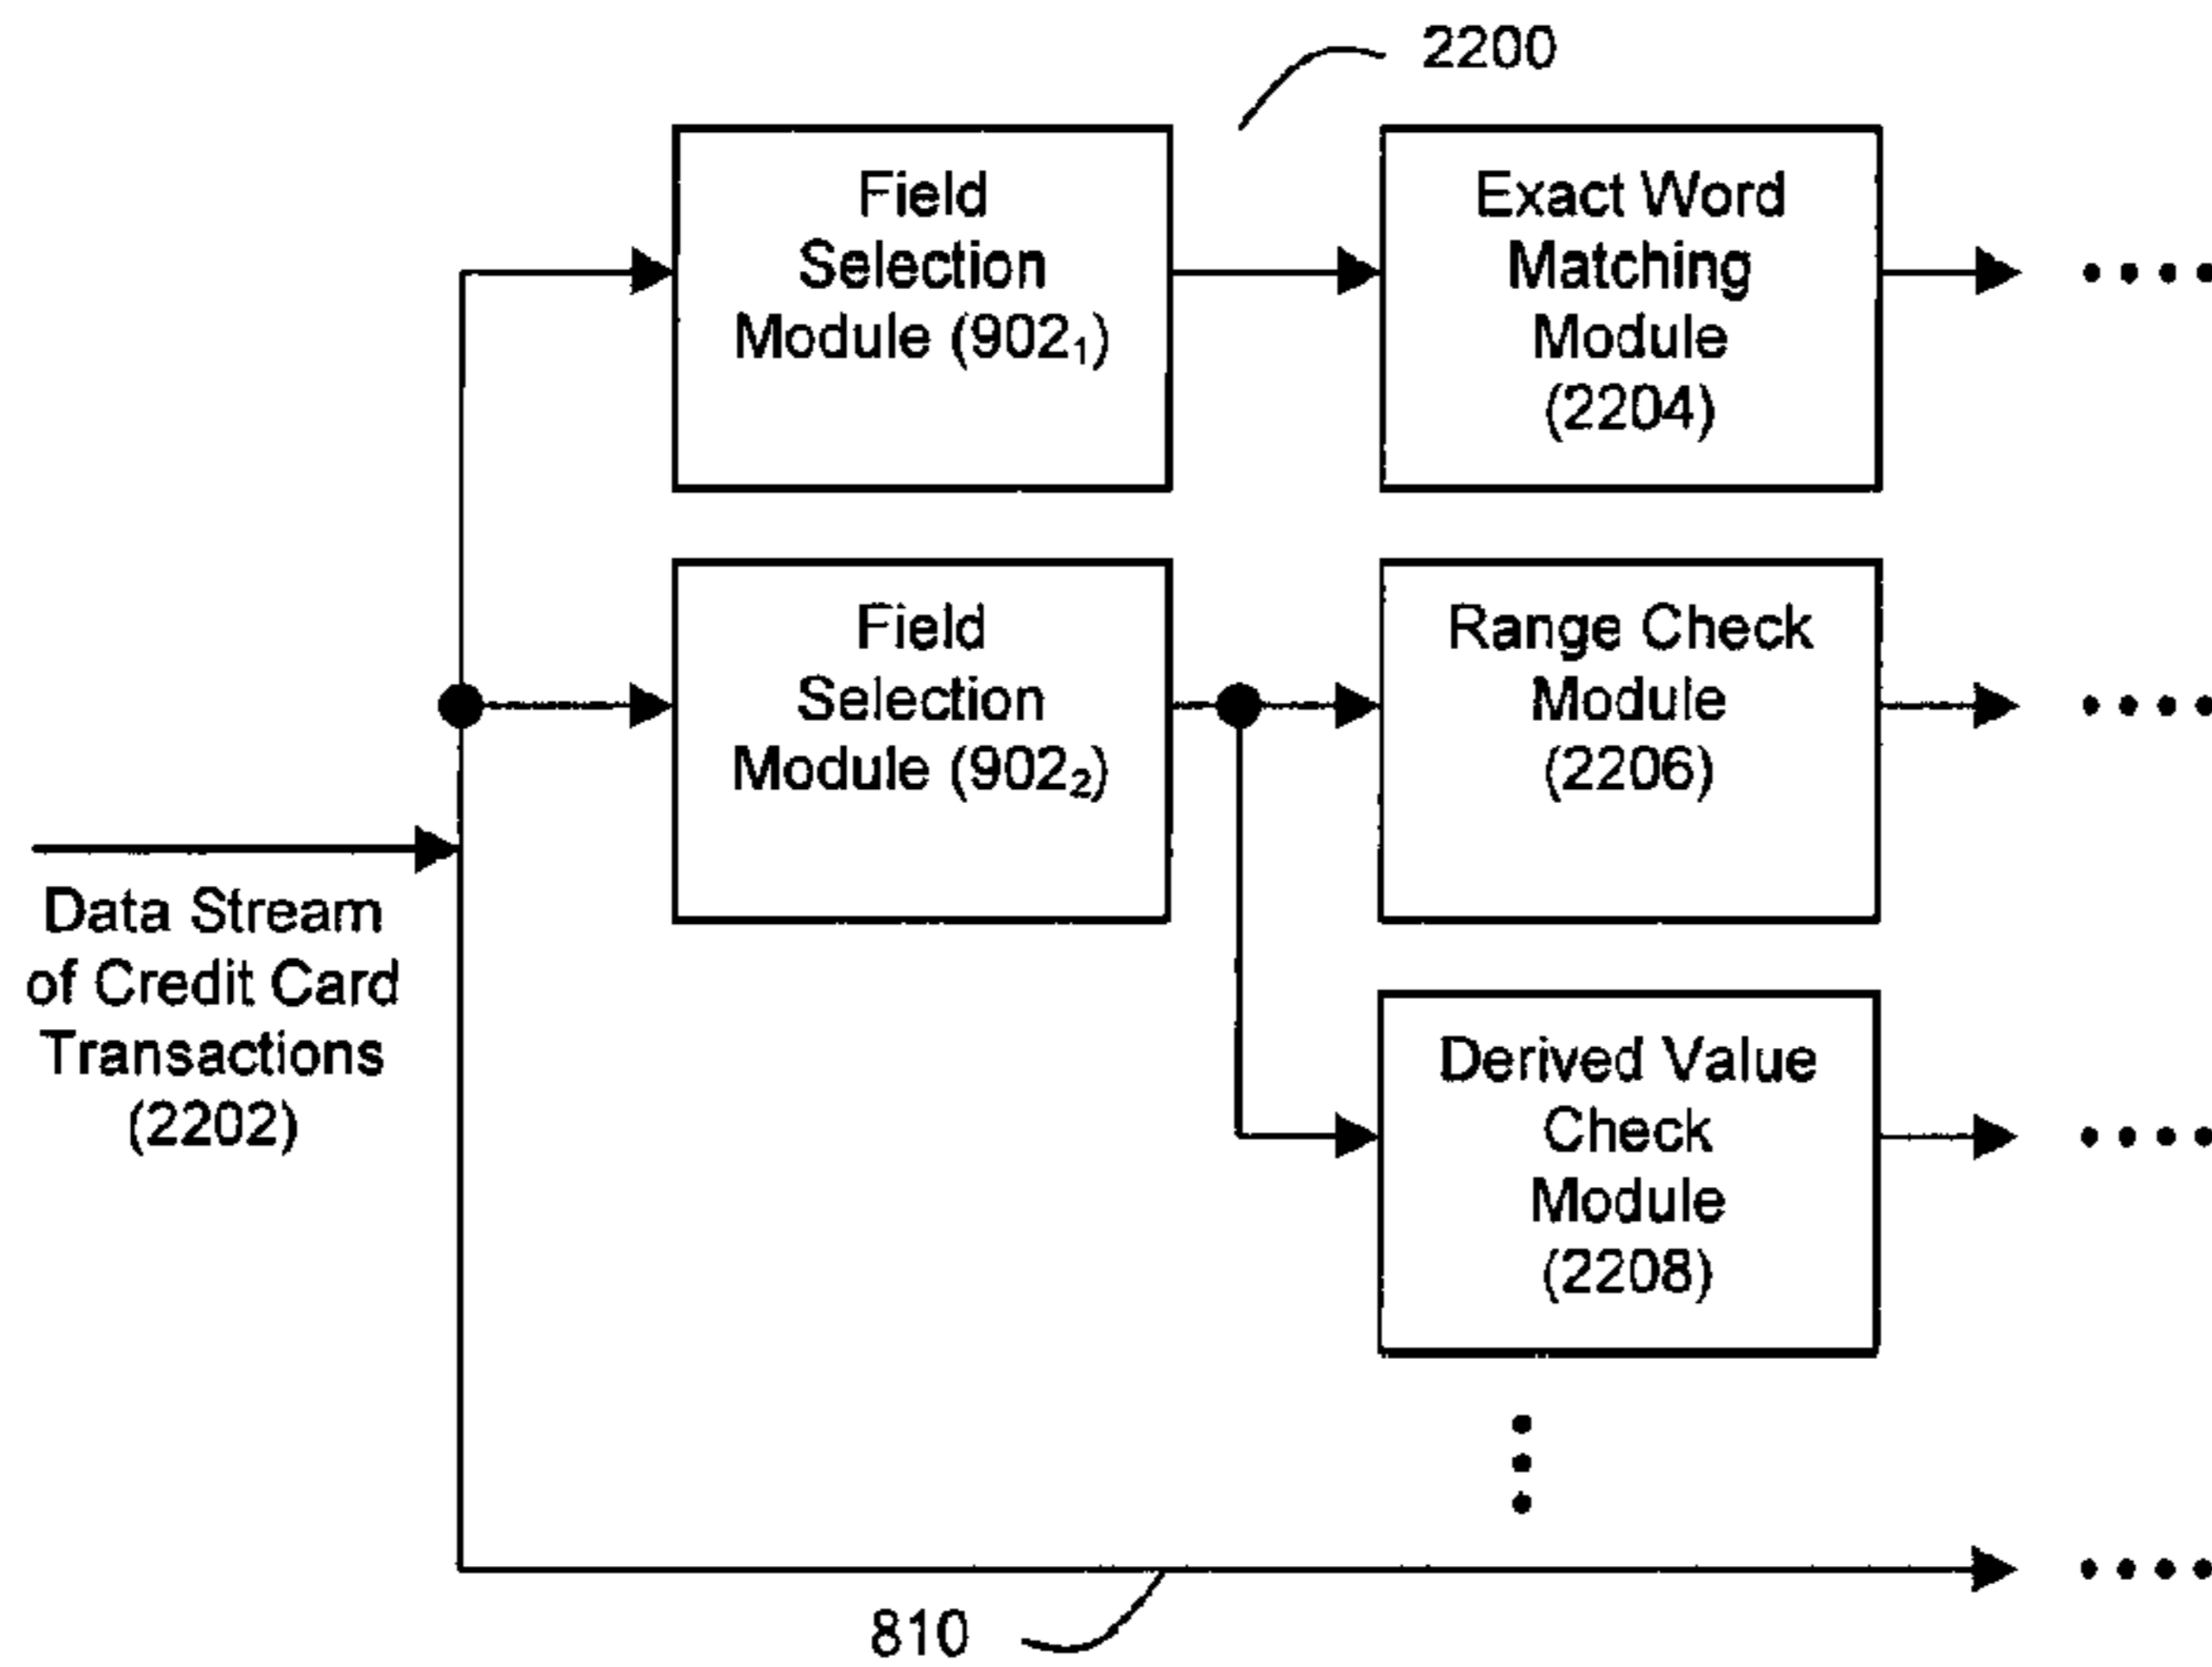 2200
Field
Selection
Module (902₁)
Exact Word
Matching
Module
(2204)
Field
Selection
Module (902₂)
Range Check
Module
(2206)
Data Stream
of Credit Card
Transactions
(2202)
Derived Value
Check
Module
(2208)
810